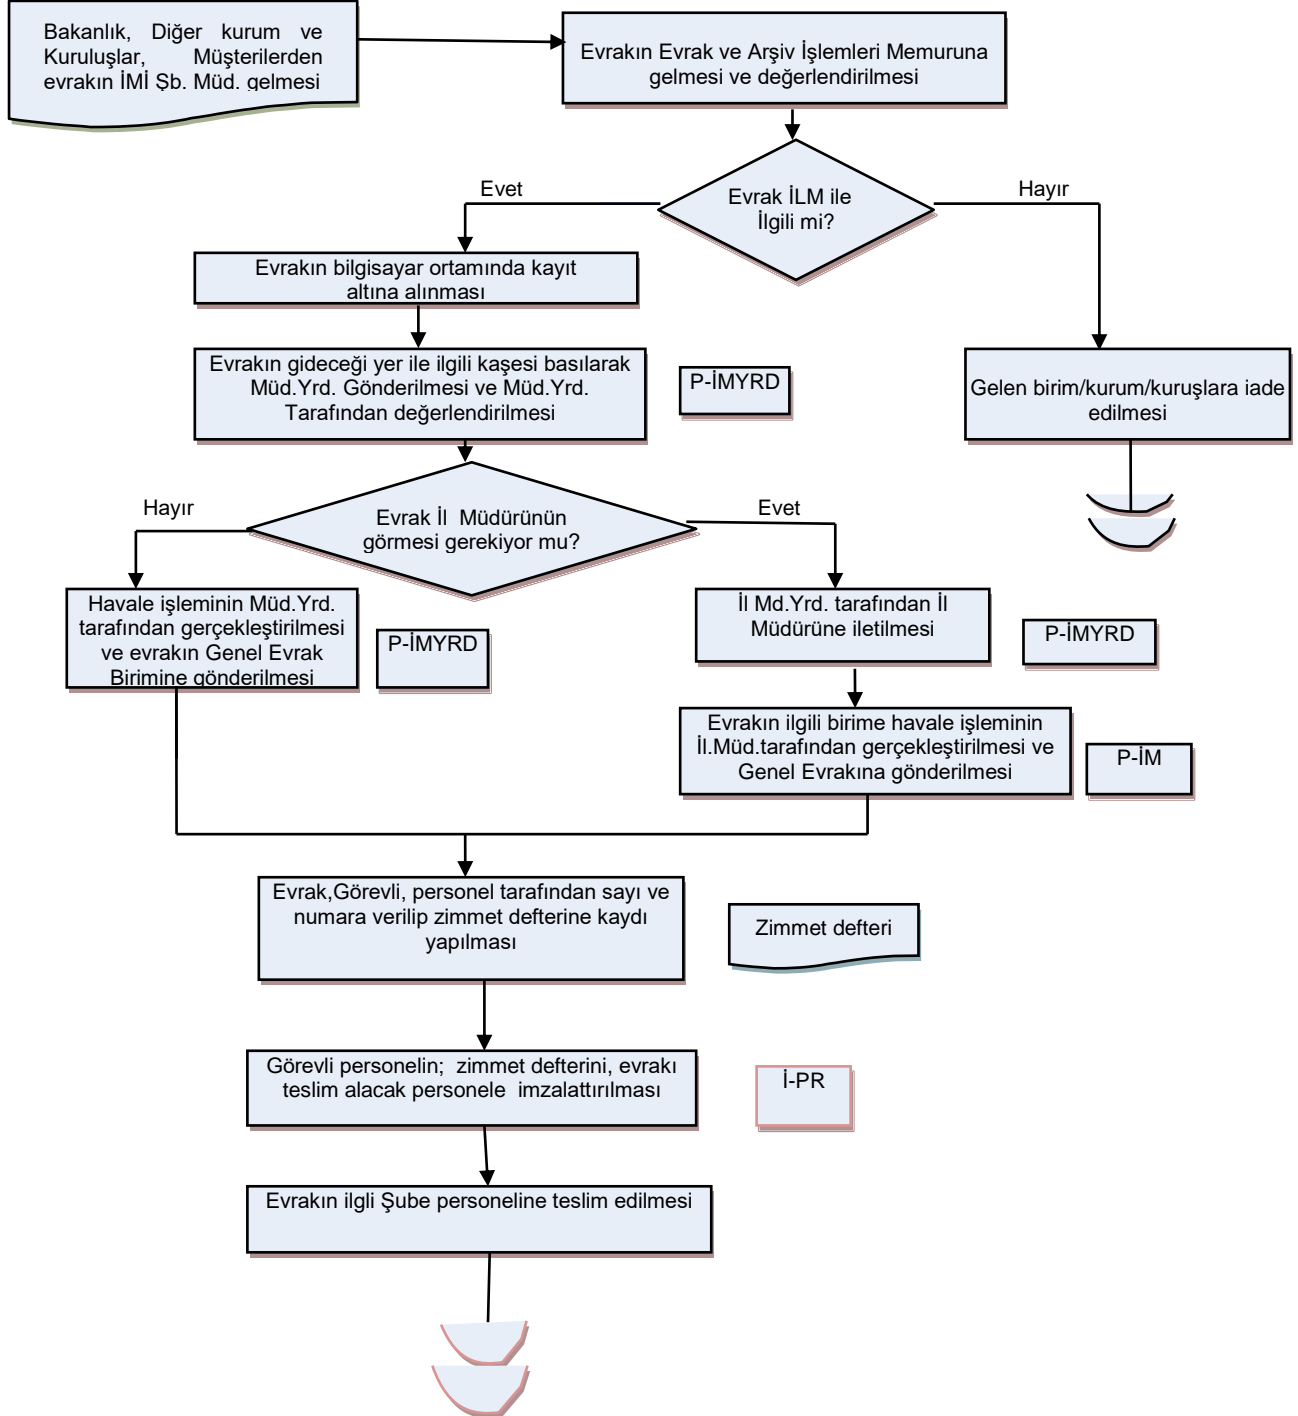 Bakanlık, Diğer kurum ve
Kuruluşlar, Müşterilerden
evrakın İMİ Şb. Müd. gelmesi
Evrakın Evrak ve Arşiv İşlemleri Memuruna
gelmesi ve değerlendirilmesi
Evrak İLM ile
İlgili mi?
Evet
Hayır
Evrakın bilgisayar ortamında kayıt
altına alınması
Evrakın gideceği yer ile ilgili kaşesi basılarak
Müd.Yrd. Gönderilmesi ve Müd.Yrd.
Tarafından değerlendirilmesi
P-İMYRD
Gelen birim/kurum/kuruşlara iade
edilmesi
Evrak İl  Müdürünün
görmesi gerekiyor mu?
Hayır
Evet
Havale işleminin Müd.Yrd.
tarafından gerçekleştirilmesi
ve evrakın Genel Evrak
Birimine gönderilmesi
P-İMYRD
İl Md.Yrd. tarafından İl
Müdürüne iletilmesi
P-İMYRD
Evrakın ilgili birime havale işleminin
İl.Müd.tarafından gerçekleştirilmesi ve
Genel Evrakına gönderilmesi
P-İM
Evrak,Görevli, personel tarafından sayı ve
numara verilip zimmet defterine kaydı
yapılması
Zimmet defteri
Görevli personelin;  zimmet defterini, evrakı
teslim alacak personele  imzalattırılması
İ-PR
Evrakın ilgli Şube personeline teslim edilmesi